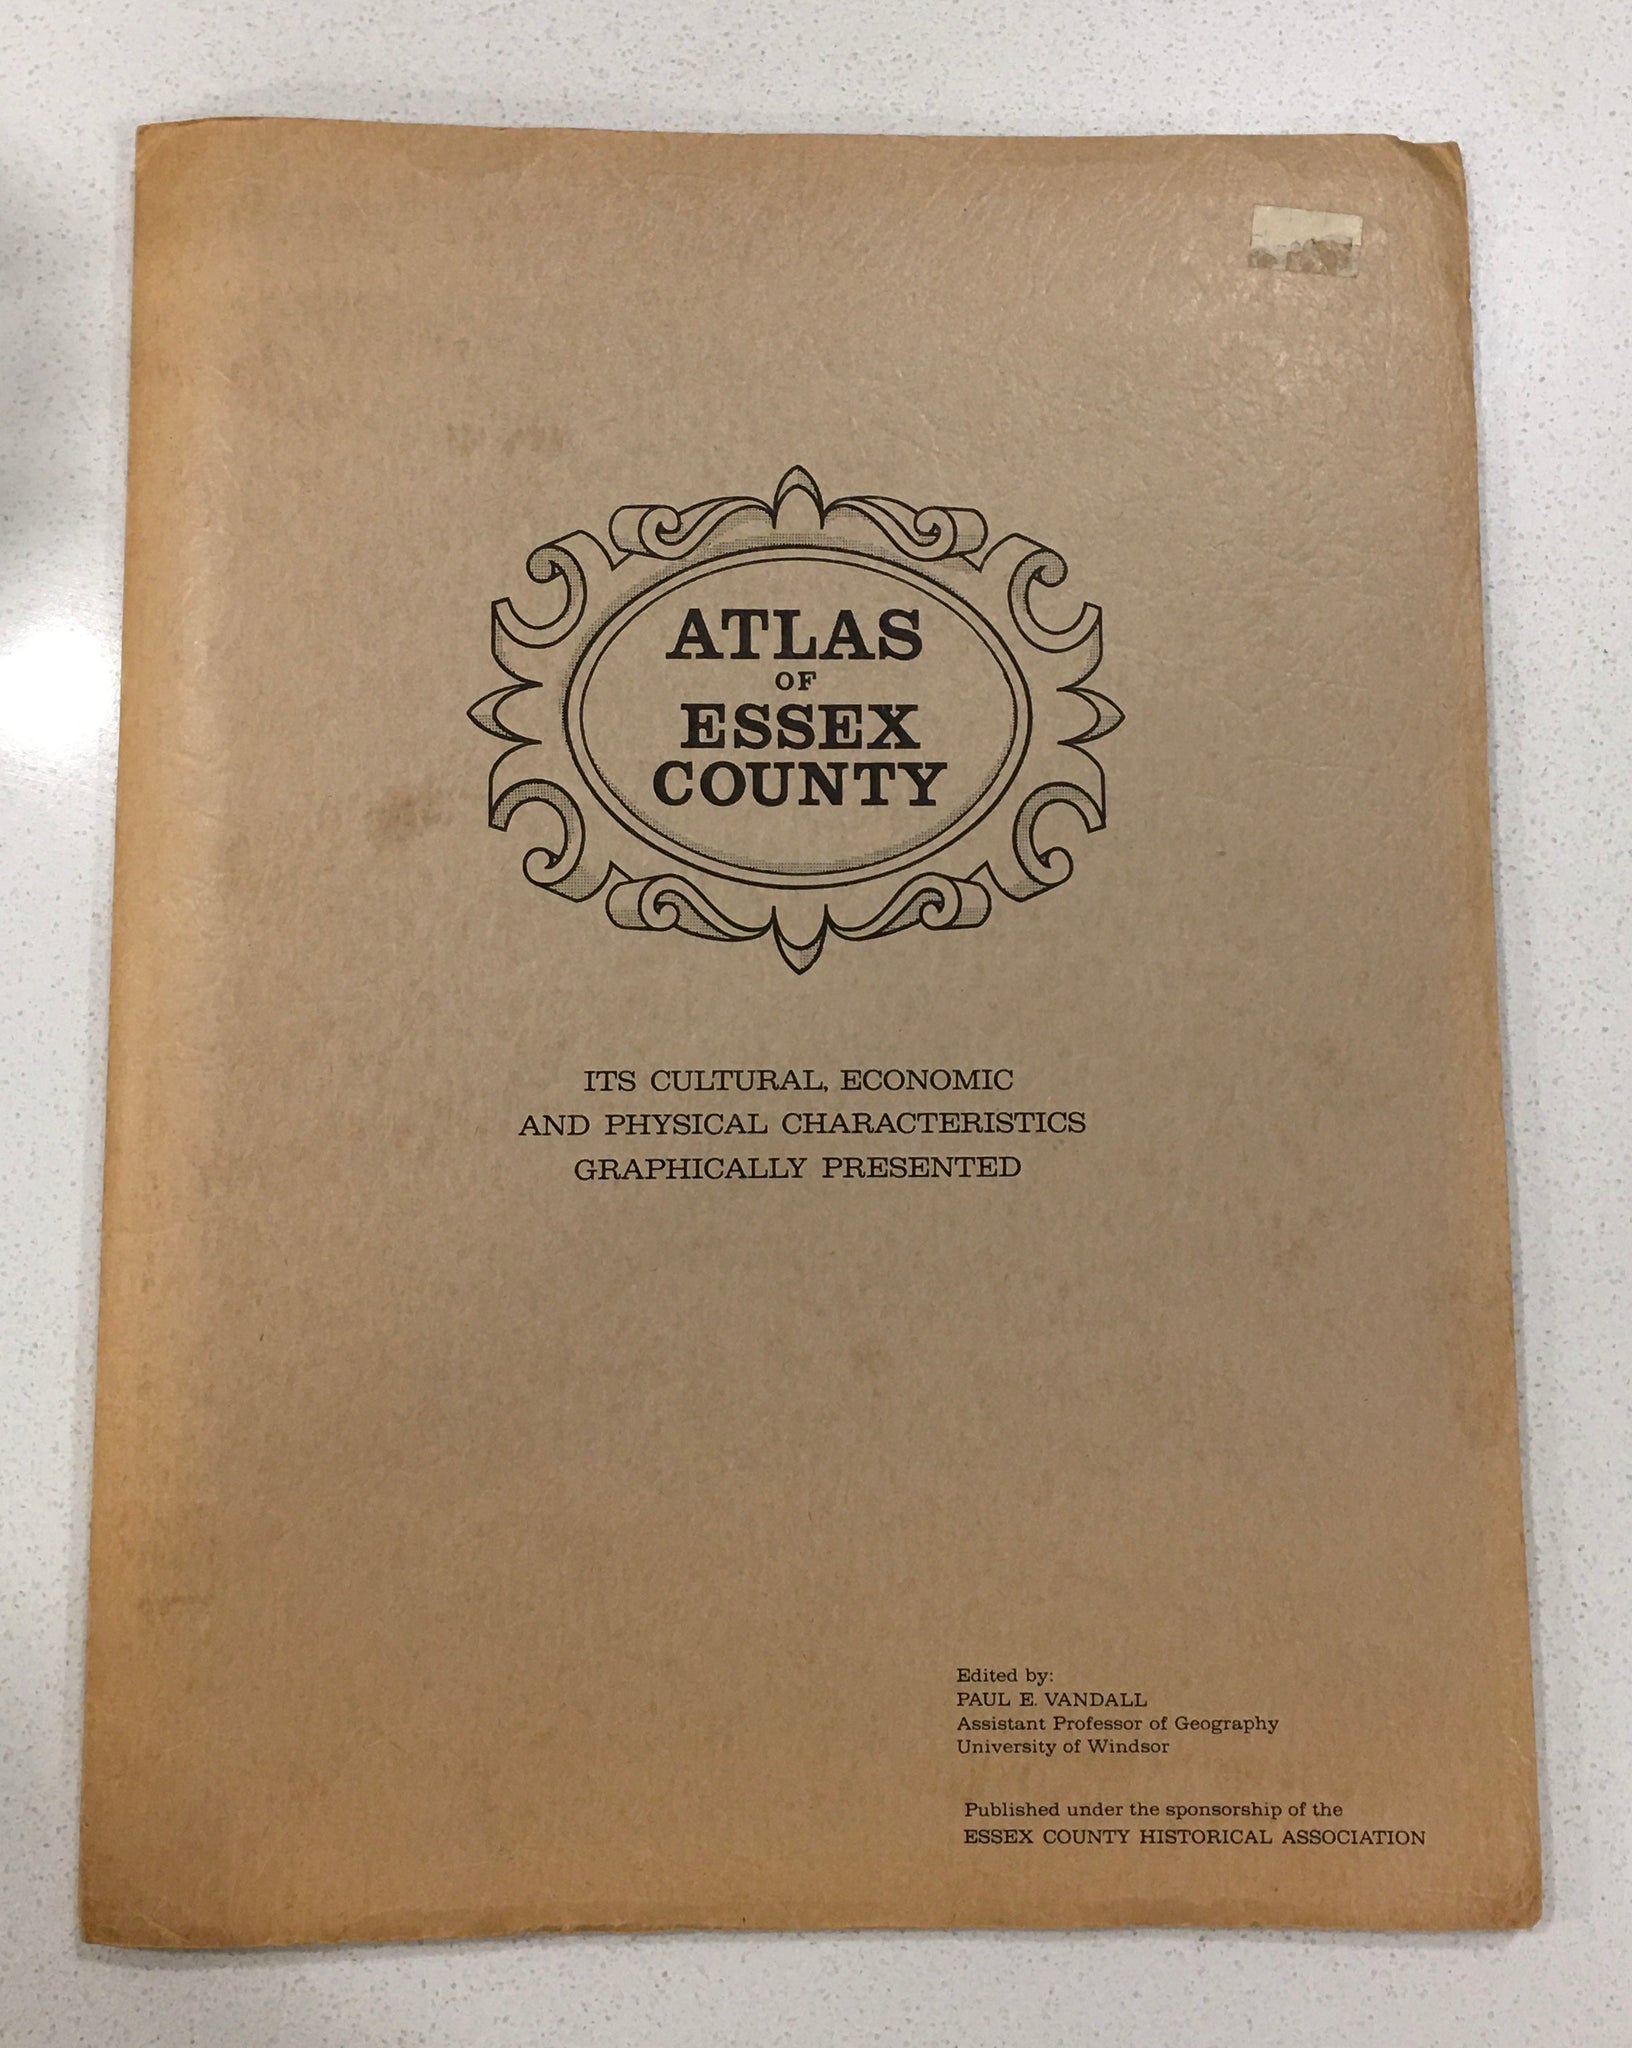 ATLAS
OF
ESSEX
COUNTY
ITS CULTURAL, ECONOMIC
AND PHYSICAL CHARACTERISTICS
GRAPHICALLY PRESENTED
Edited by:
PAUL E. VANDALL
Assistant Professor of Geography
University of Windsor
Published under the sponsorship of the
ESSEX COUNTY HISTORICAL ASSOCIATION